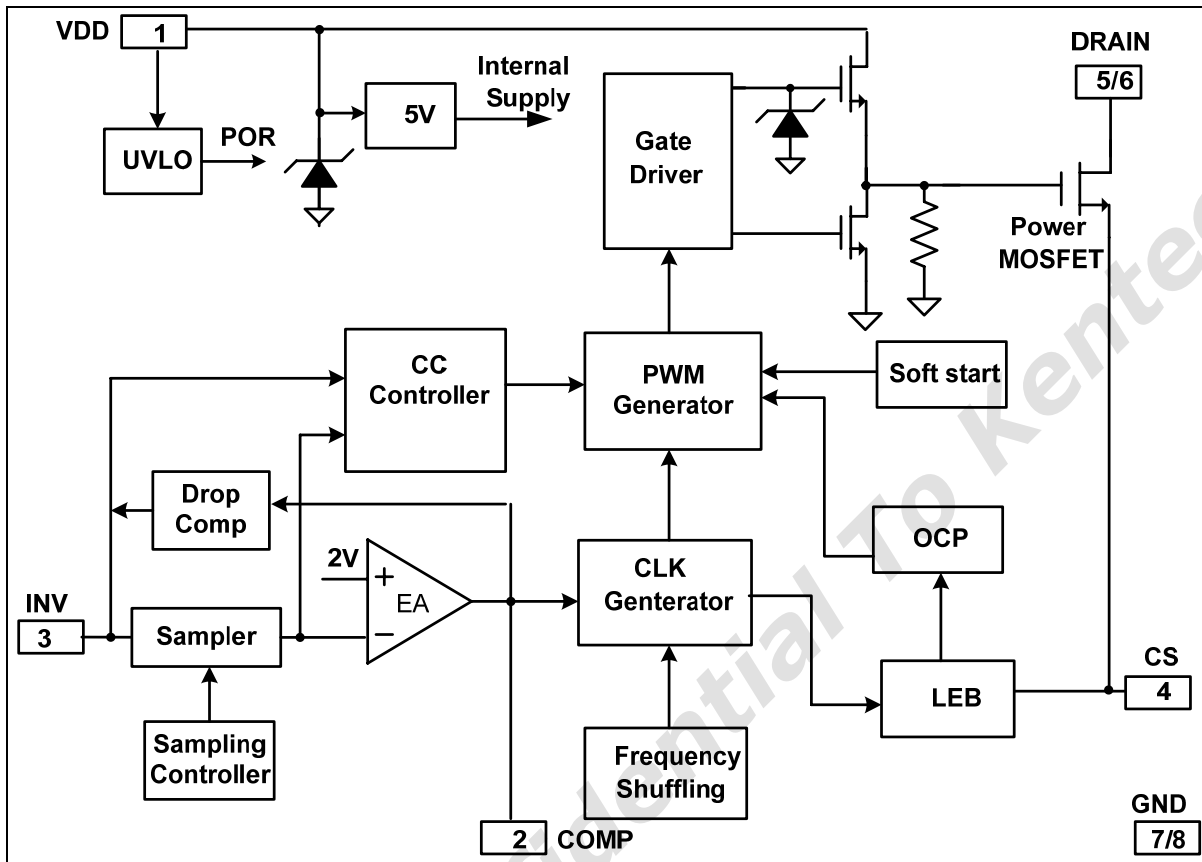 VDD
1
DRAIN
5/6
Internal
Supply
5V
UVLO
POR
Gate
Driver
Power
MOSFET
CC
Controller
PWM
Generator
Soft start
Drop
Comp
2V
+
EA
−
CLK
Genterator
OCP
INV
3
Sampler
CS
4
LEB
Sampling
Controller
Frequency
Shuffling
GND
7/8
2
COMP
fidential To Kentec